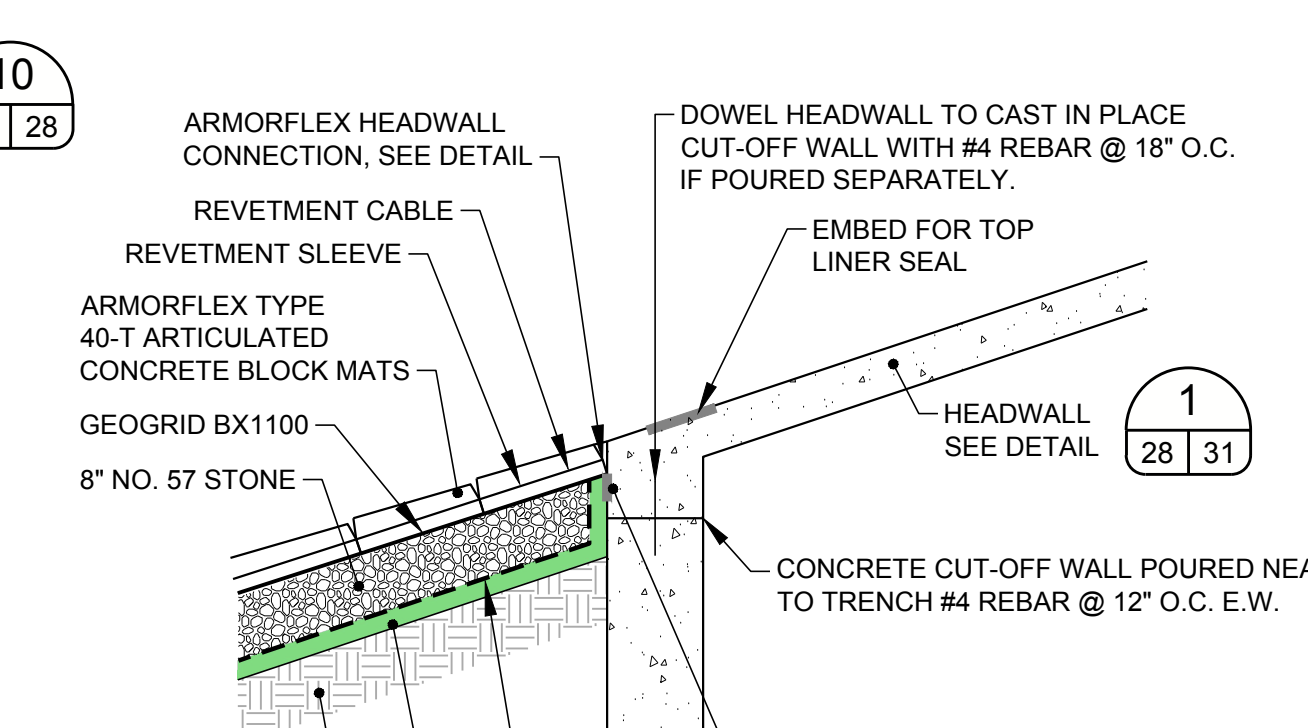 10
28
ARMORFLEX HEADWALL
CONNECTION, SEE DETAIL
REVETMENT CABLE
REVETMENT SLEEVE
ARMORFLEX TYPE
40-T ARTICULATED
CONCRETE BLOCK MATS
GEOGRID BX1100
8" NO. 57 STONE
DOWEL HEADWALL TO CAST IN PLACE
CUT-OFF WALL WITH #4 REBAR @ 18" O.C.
IF POURED SEPARATELY.
EMBED FOR TOP
LINER SEAL
HEADWALL
SEE DETAIL
1
28 31
CONCRETE CUT-OFF WALL POURED
TO TRENCH #4 REBAR @ 12" O.C. E.W.